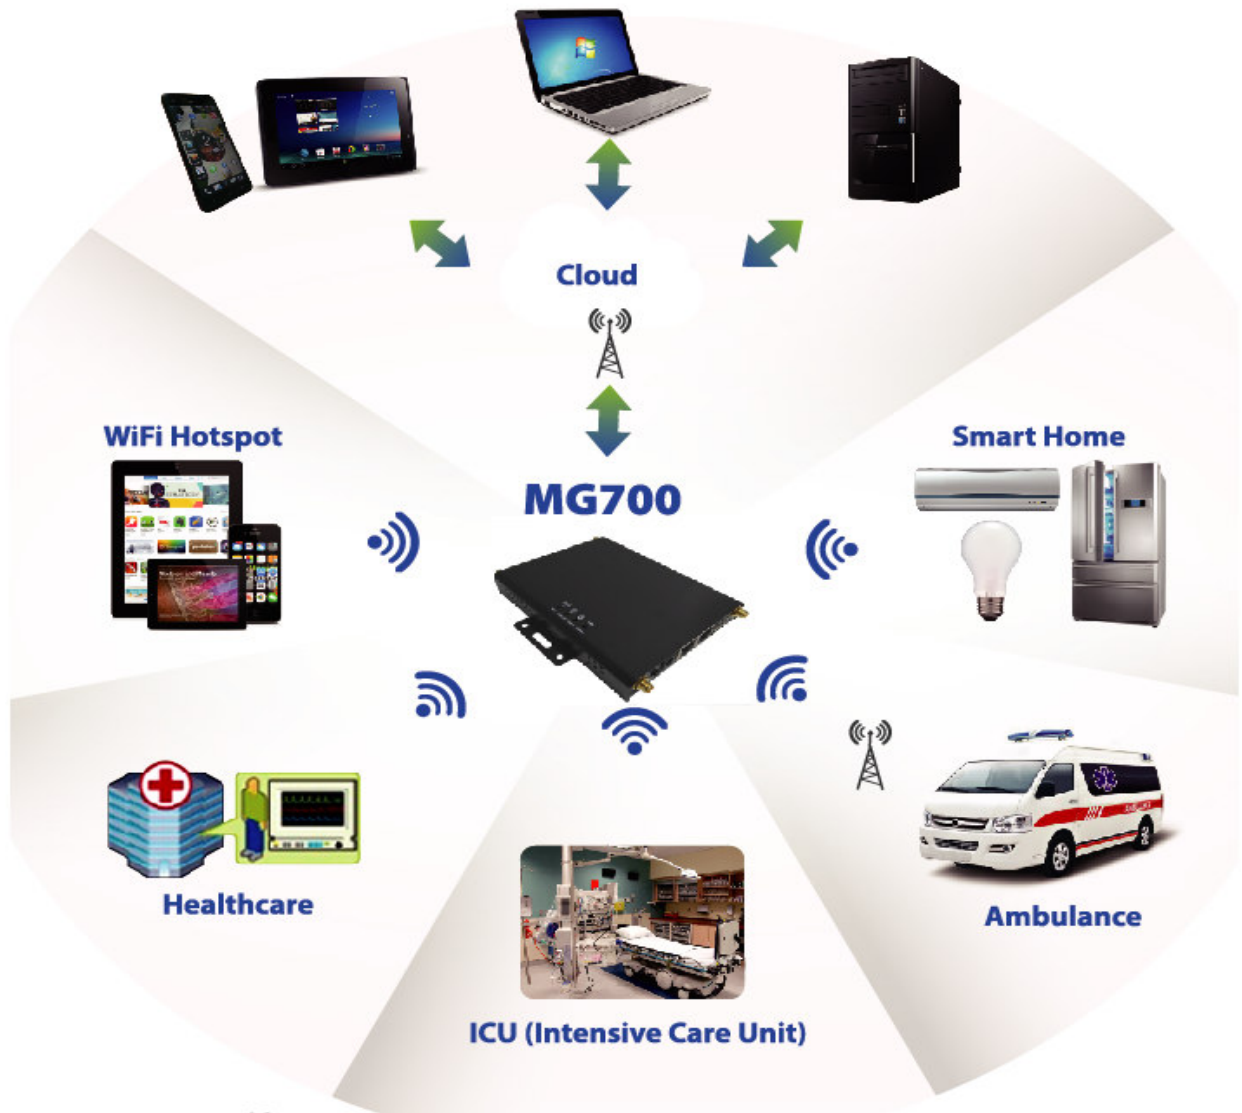 Cloud
WiFi Hotspot
Smart Home
MG700
Healthcare
Ambulance
ICU (Intensive Care Unit)